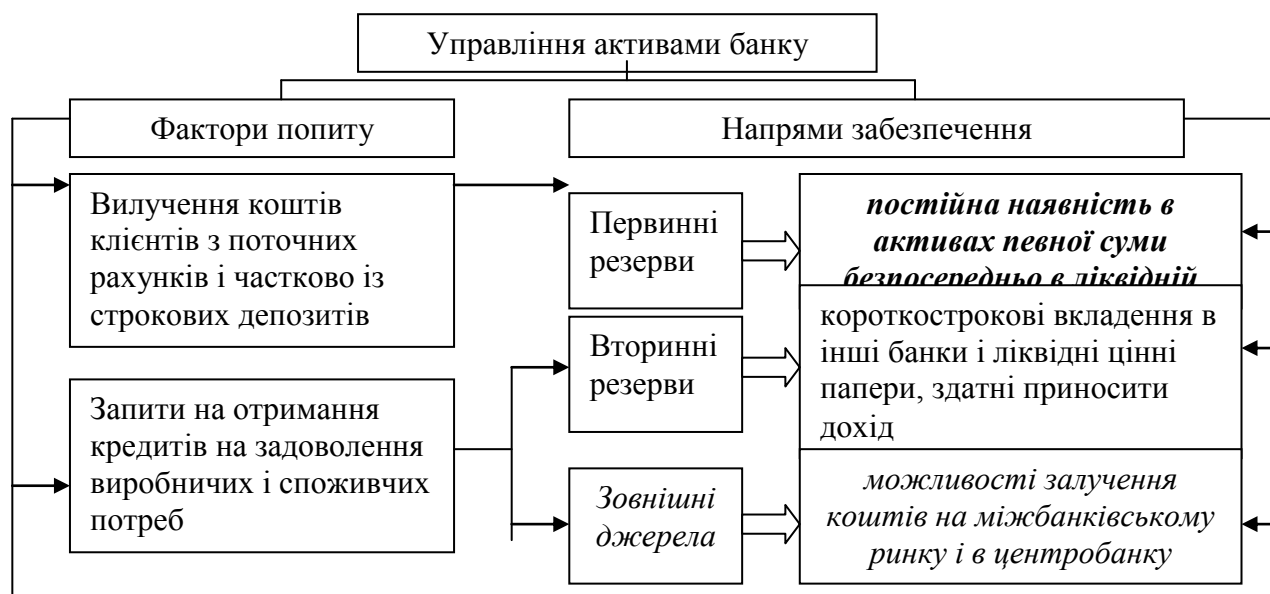 Управління активами банку
Фактори попиту
Напрями забезпечення
Вилучення коштів
клієнтів з поточних
рахунків і частково із
строкових депозитів
Запити на отримання
кредитів на задоволення
виробничих і споживчих
потреб
Первинні
резерви
постійна наявність в
активах певної суми
безпосередньо в ліквідній
Вторинні
резерви
короткострокові вкладення в
інші банки і ліквідні цінні
папери, здатні приносити
дохід
Зовнішні
джерела
можливості залучення
коштів на міжбанківському
ринку і в центробанку